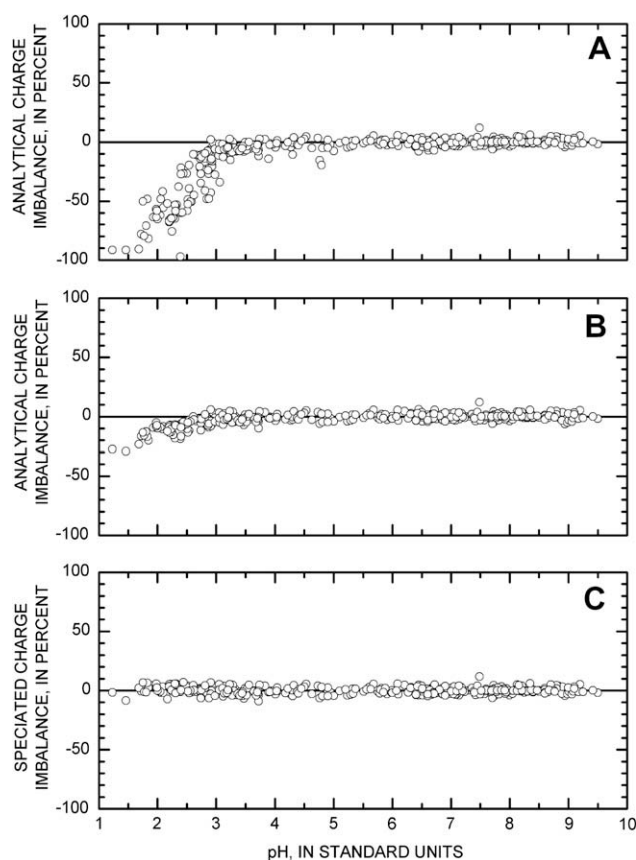 100
A
50
0
-50
-100
ANALYTICAL CHARGE
IMBALANCE, IN PERCENT
100
B
50
0
-50
-100
ANALYTICAL CHARGE
IMBALANCE, IN PERCENT
100
C
50
0
-50
-100
SPECIATED CHARGE
IMBALANCE, IN PERCENT
1 2 3 4 5 6 7 8 9 10
pH, IN STANDARD UNITS